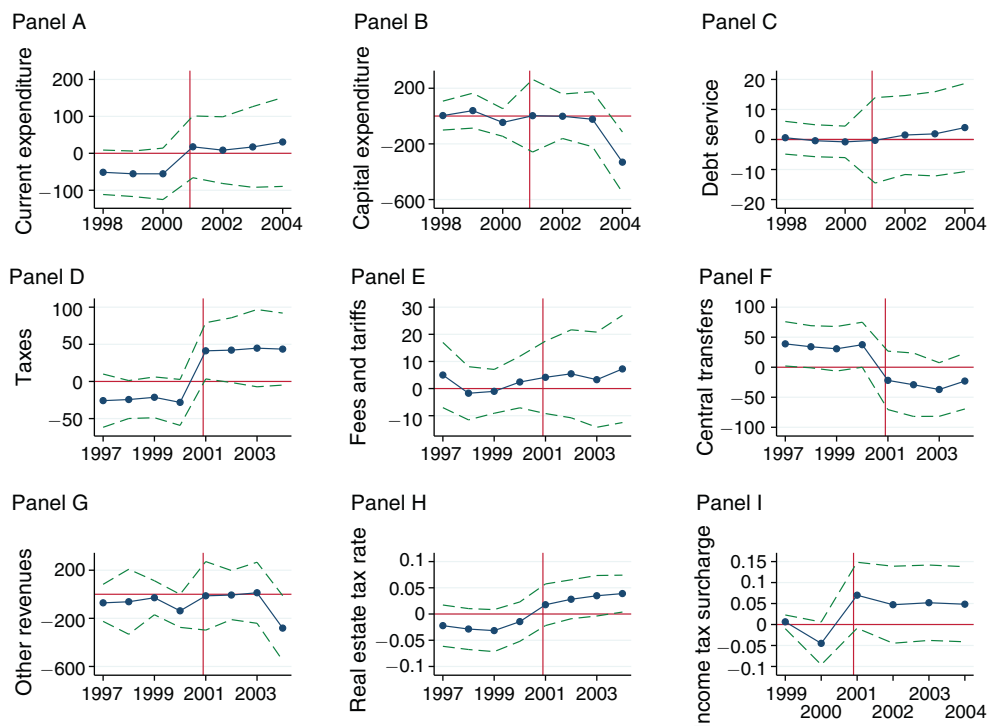 Panel A
Current expenditure
200
100
0
−100
1998 2000 2002 2004
Panel B
Capital expenditure
200
−200
−600
1998 2000 2002 2004
Panel C
Debt service
20
10
0
−10
−20
1998 2000 2002 2004
Panel D
Taxes
100
50
0
−50
1997 1999 2001 2003
Panel E
Fees and tariffs
30
20
10
0
−10
1997 1999 2001 2003
Panel F
Central transfers
100
50
0
−50
−100
1997 1999 2001 2003
Panel G
Other revenues
200
−200
−600
1997 1999 2001 2003
Panel H
Real estate tax rate
0.1
0.05
0
−0.05
−0.1
1997 1999 2001 2003
Panel I
ncome tax surcharge
0.15
0.1
0.05
0
−0.05
−0.1
1999 2001 2003
2000 2002 2004